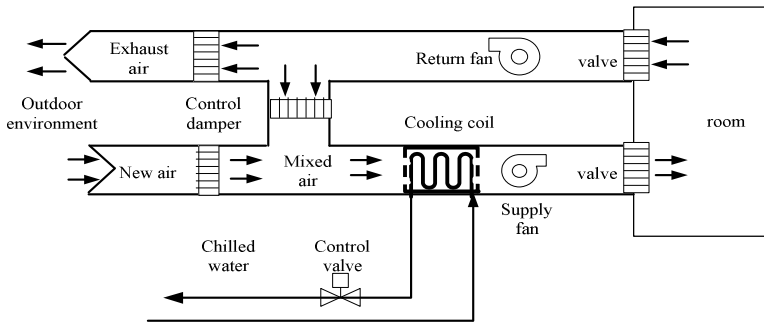 Exhaust
air
Return fan
valve
Outdoor
environment
Control
damper
Cooling coil
room
New air
Mixed
air
valve
Supply
fan
Chilled
water
Control
valve